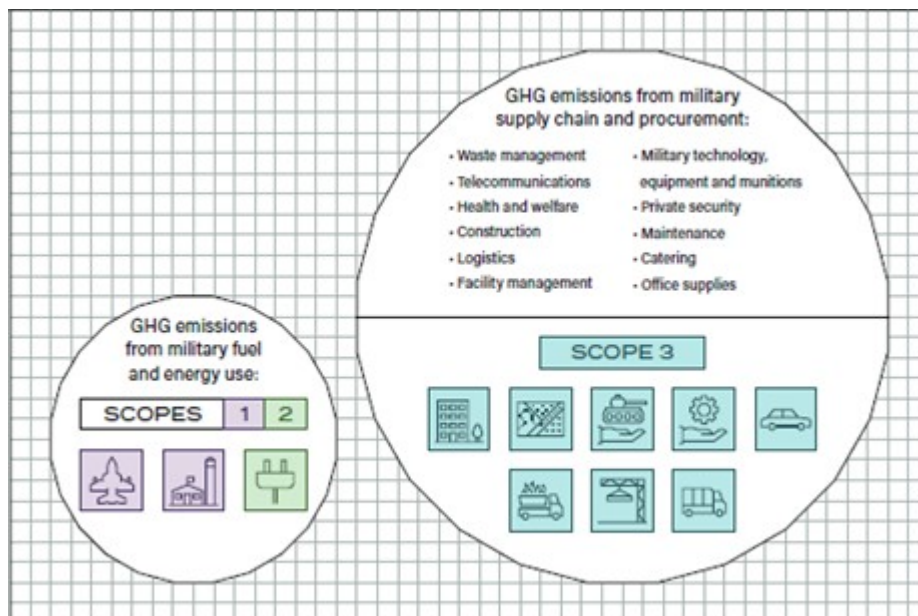 GHG emissions from military
supply chain and procurement:
• Waste management
• Telecommunications
• Health and welfare
• Construction
• Logistics
• Facility management
• Military technology,
equipment and munitions
• Private security
• Maintenance
• Catering
• Office supplies
SCOPE 3
GHG emissions
from military fuel
and energy use:
SCOPES 1 2